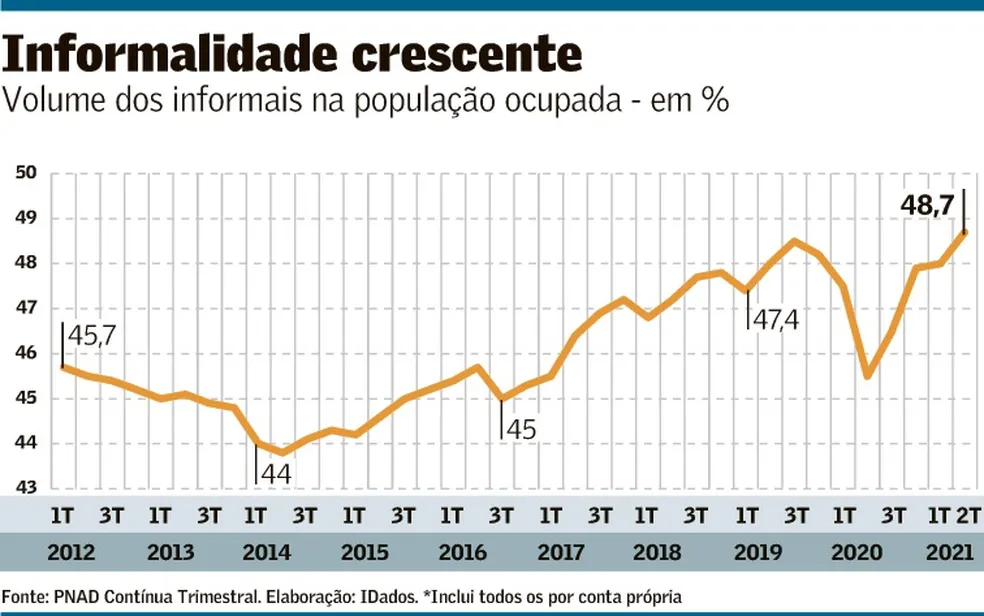 Informalidade crescente
Volume dos informais na população ocupada - em %
50
49
48,7
48
47
47,4
45,7
46
45
45
44
44
43
1T 3T 1T 3T 1T 3T 1T 3T 1T 3T 1T 3T 1T 3T 1T 3T 1T 3T 1T 2T
2012 2013 2014 2015 2016 2017 2018 2019 2020 2021
Fonte: PNAD Contínua Trimestral. Elaboração: IDados. *Inclui todos os por conta própria